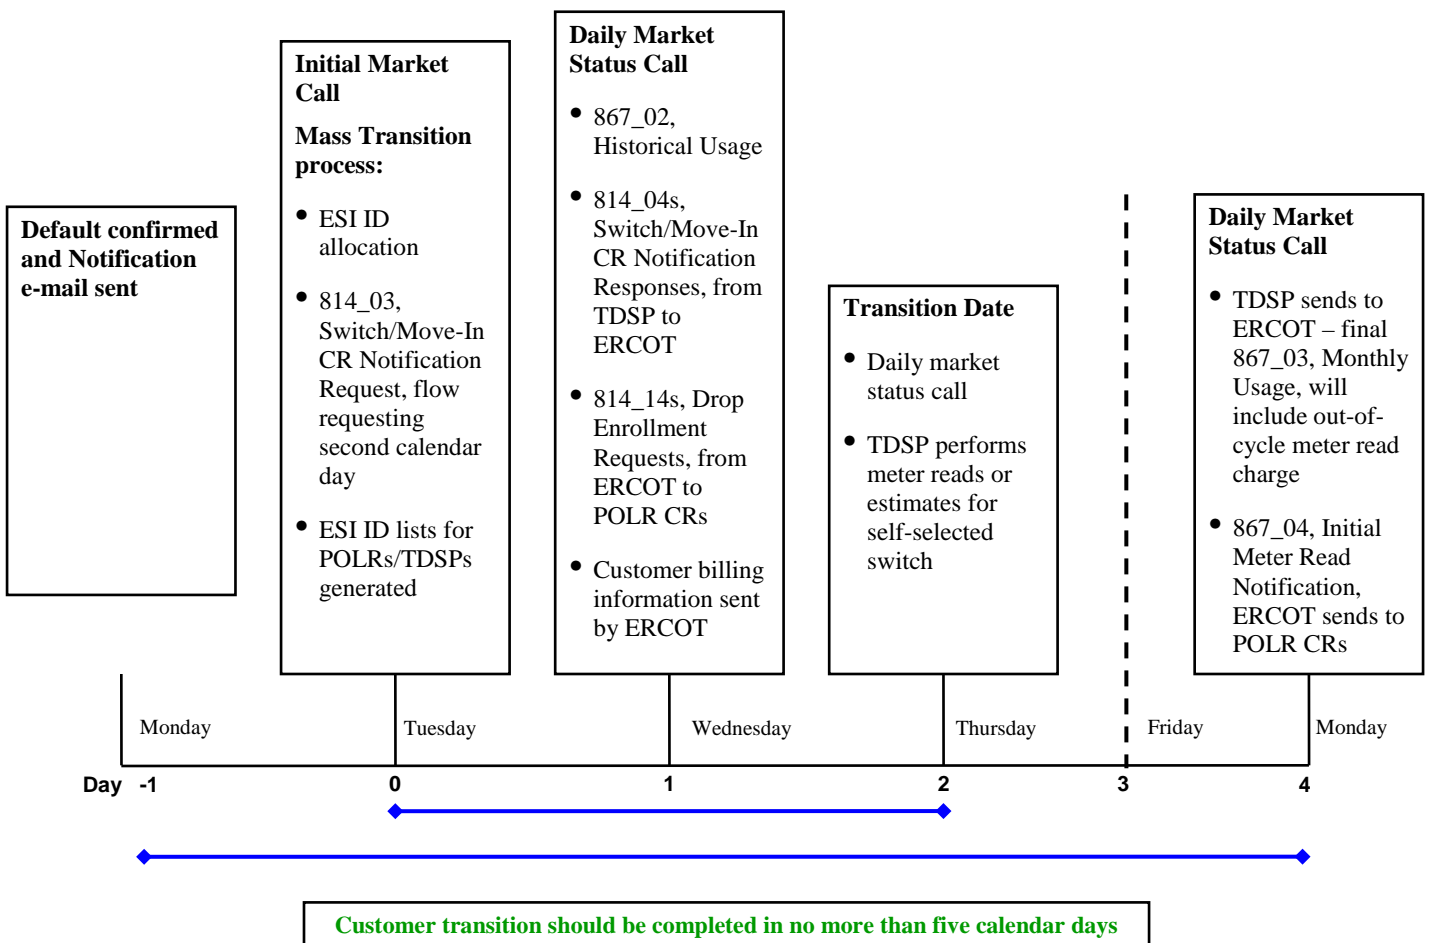 Default confirmed
and Notification
e-mail sent
Initial Market
Call
Mass Transition
process:
• ESI ID
allocation
• 814_03,
Switch/Move-In
CR Notification
Request, flow
requesting
second calendar
day
• ESI ID lists for
POLRs/TDSPs
generated
Daily Market
Status Call
• 867_02,
Historical Usage
• 814_04s,
Switch/Move-In
CR Notification
Responses, from
TDSP to
ERCOT
• 814_14s, Drop
Enrollment
Requests, from
ERCOT to
POLR CRs
• Customer billing
information sent
by ERCOT
Transition Date
• Daily market
status call
• TDSP performs
meter reads or
estimates for
self-selected
switch
Daily Market
Status Call
• TDSP sends to
ERCOT – final
867_03, Monthly
Usage, will
include out-of-
cycle meter read
charge
• 867_04, Initial
Meter Read
Notification,
ERCOT sends to
POLR CRs
Monday Tuesday Wednesday Thursday Friday Monday
Day -1 0 1 2 3 4
Customer transition should be completed in no more than five calendar days